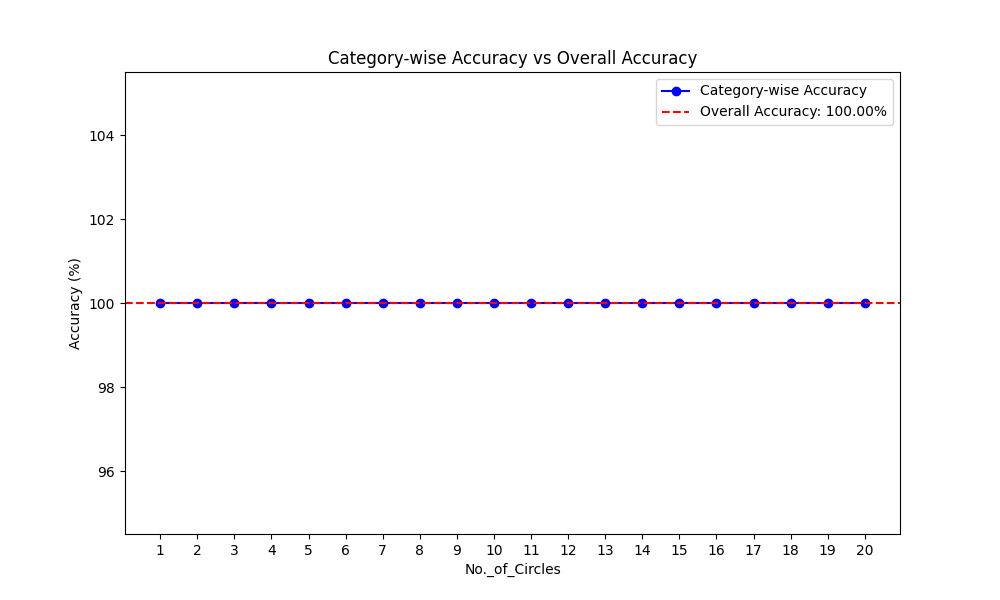 Category-wise Accuracy vs Overall Accuracy
Category-wise Accuracy
Overall Accuracy: 100.00%
Accuracy (%)
104
102
100
98
96
1 2 3 4 5 6 7 8 9 10 11 12 13 14 15 16 17 18 19 20
No._of_Circles